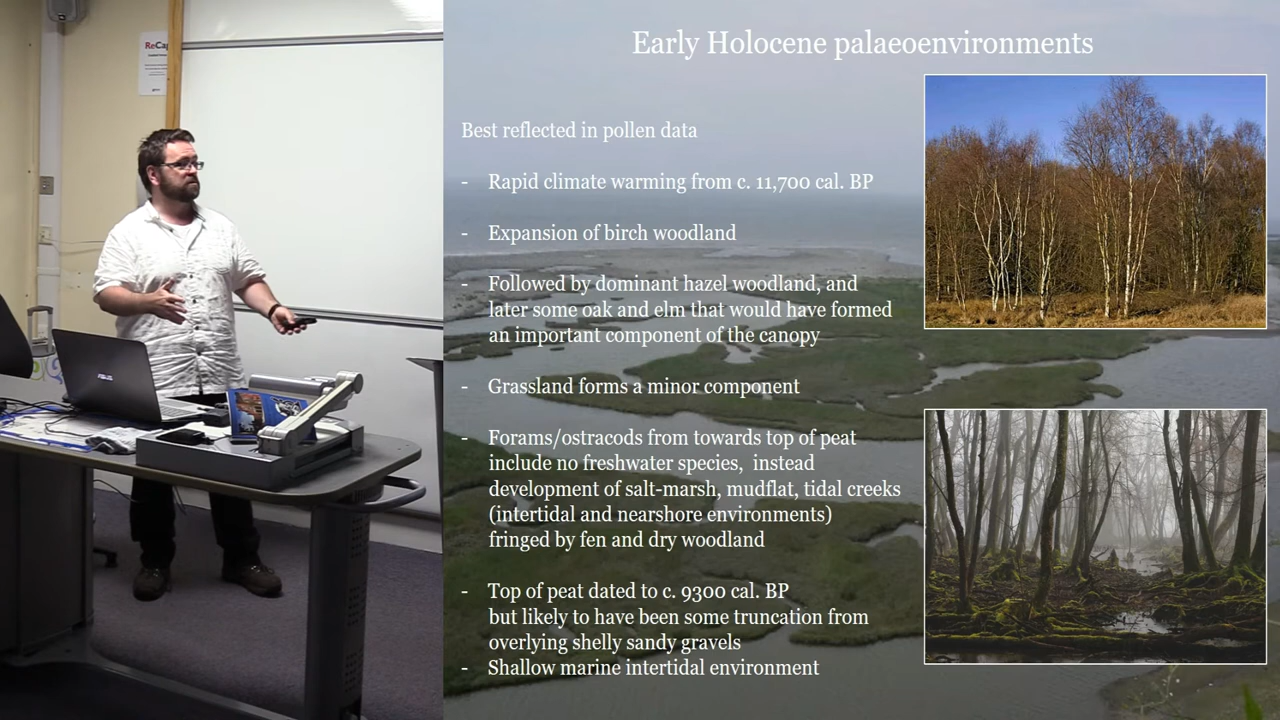 ReCap
Early Holocene palaeoenvironments
Best reflected in pollen data
- Rapid climate warming from c. 11,700 cal. BP
- Expansion of birch woodland
- Followed by dominant hazel woodland, and
later some oak and elm that would have formed
an important component of the canopy
- Grassland forms a minor component
- Forams/ostracods from towards top of peat
include no freshwater species, instead
development of salt-marsh, mudflat, tidal creeks
(intertidal and nearshore environments)
fringed by fen and dry woodland
- Top of peat dated to c. 9300 cal. BP
but likely to have been some truncation from
overlying shelly sandy gravels
- Shallow marine intertidal environment
ASUS